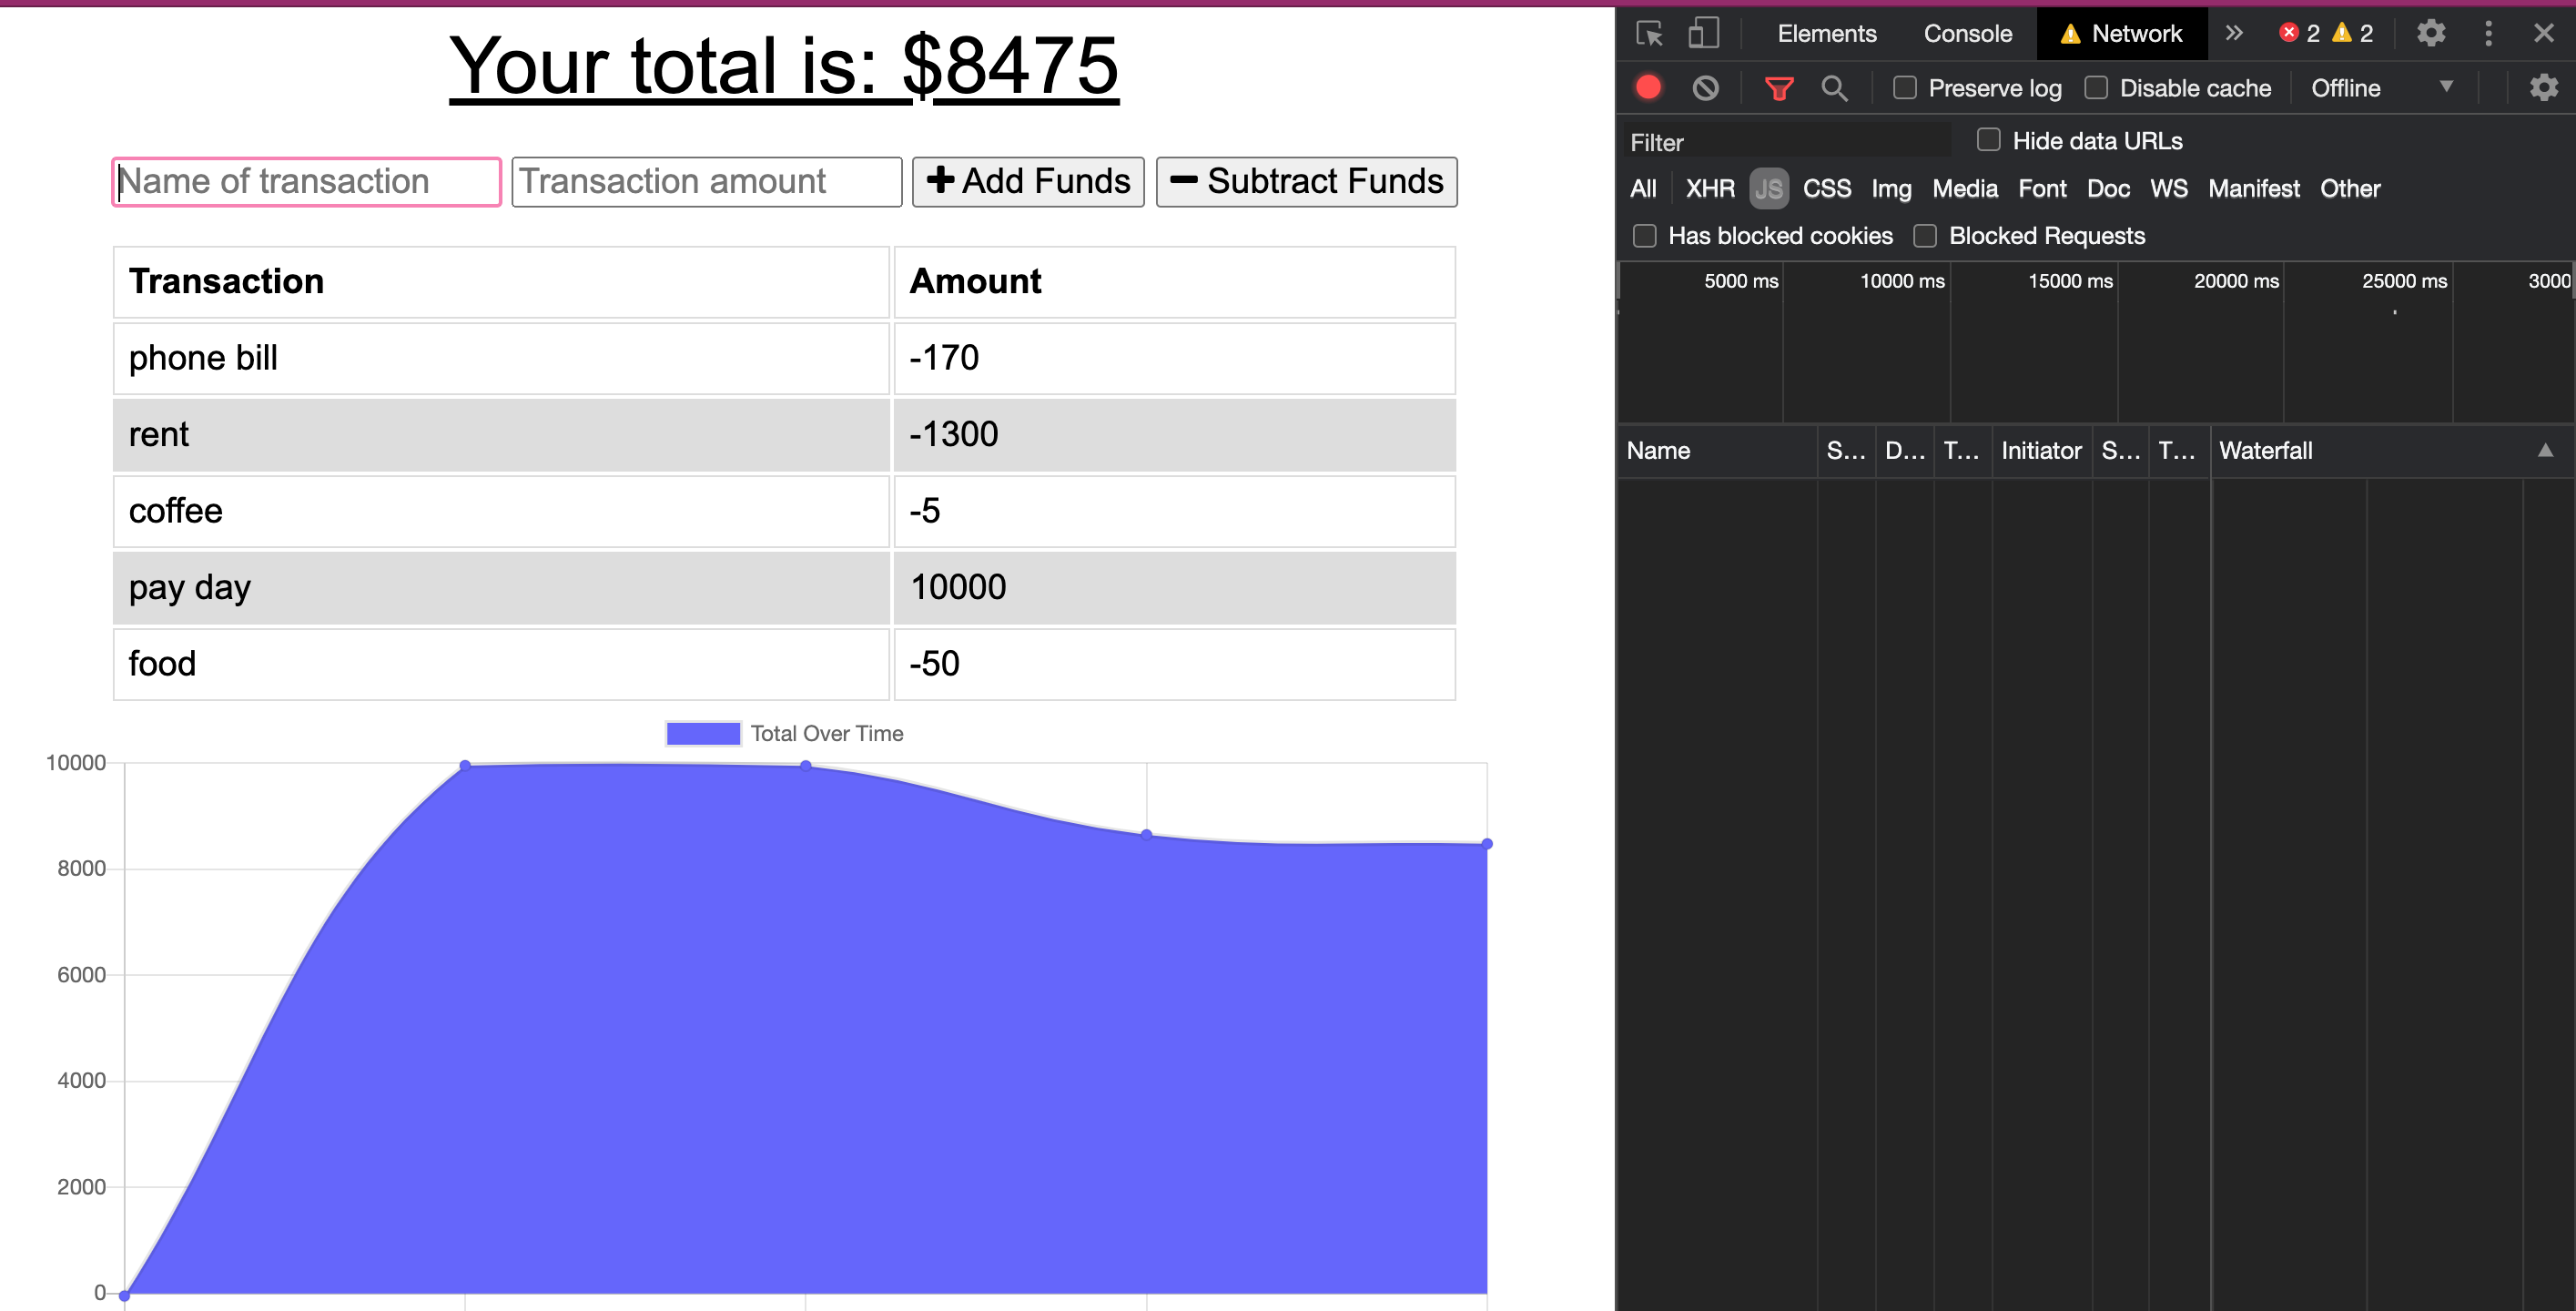 Your total is: $8475
Name of transaction Transaction amount Add Funds Subtract Funds
Transaction Amount
phone bill -170
rent -1300
coffee -5
pay day 10000
food -50
Total Over Time
10000
8000
6000
4000
2000
0
Elements Console Network 2 2
Preserve log Disable cache Offline
Filter Hide data URLs
All XHR JS CSS Img Media Font Doc WS Manifest Other
Has blocked cookies Blocked Requests
5000 ms 10000 ms 15000 ms 20000 ms 25000 ms 3000
Name S... D... T... Initiator S... T... Waterfall